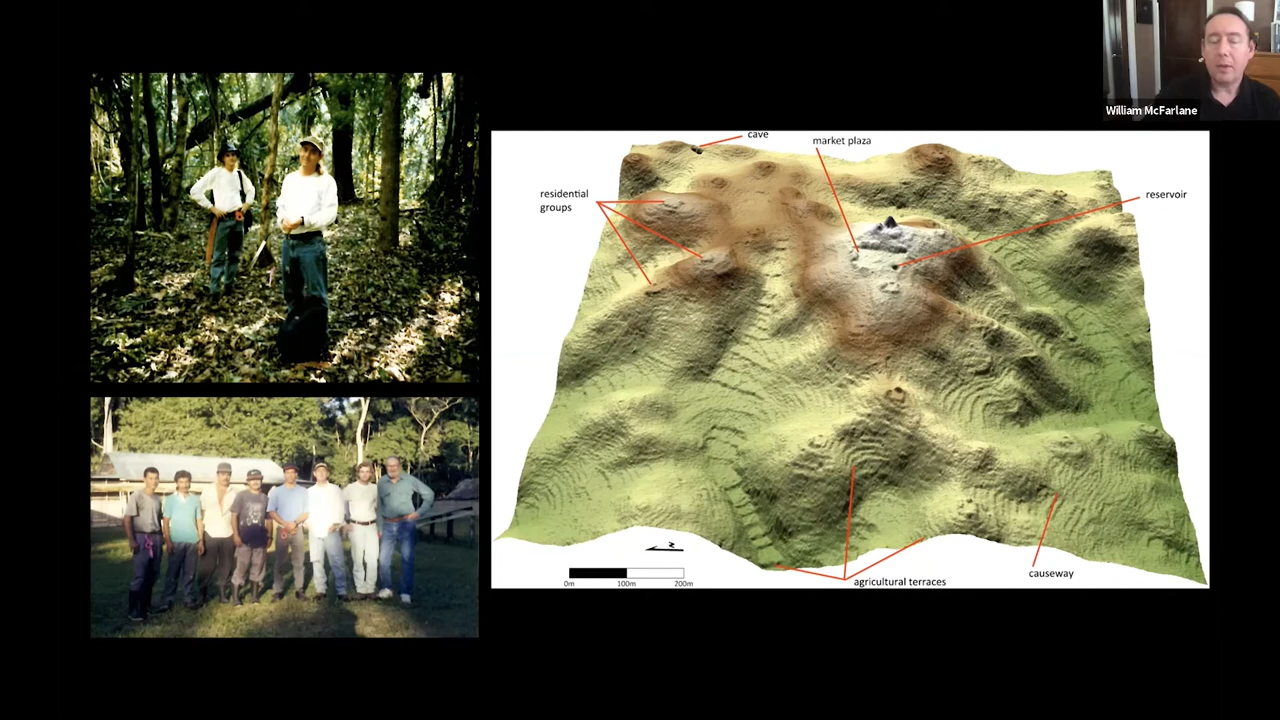 William McFarlane
cave
market plaza
residential
groups
reservoir
N
0m 100m 200m
agricultural terraces
causeway